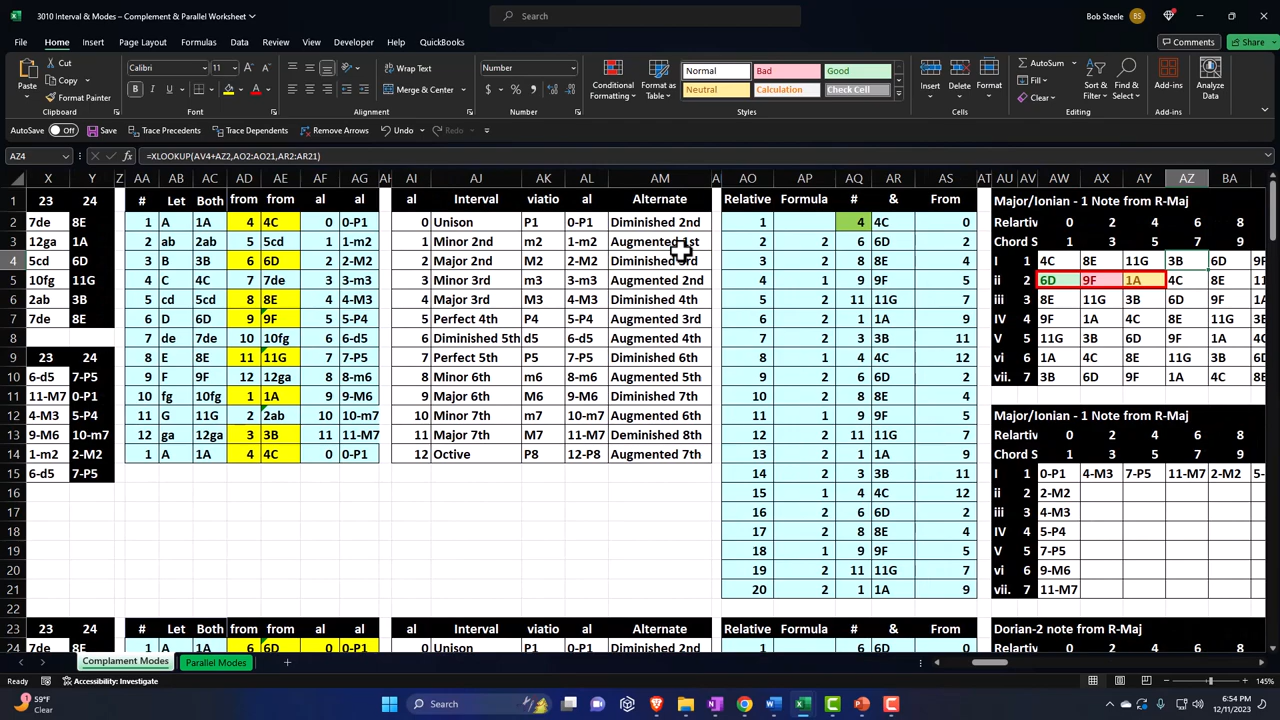 3010 Interval & Modes – Complement & Parallel Worksheet
Search
Bob Steele BS
File Home Insert Page Layout Formulas Data Review View Developer Help QuickBooks Comments Share
Paste Cut Copy Format Painter Clipboard
Calibri 11 Font
Wrap Text Merge & Center Alignment
Number Number
Conditional Formatting Format as Table
Normal Bad Good
Neutral Calculation Check Cell
Styles
Insert Delete Format Cells
AutoSum Fill Clear Sort & Filter Find & Select Editing
Add-ins Add-ins
Analyze Data
AutoSave Off Save Trace Precedents Trace Dependents Remove Arrows Undo Redo
AZ4 =XLOOKUP(AV4+AZ2,AO2:AO21,AR2:AR21)
X Y Z AA AB AC AD AE AF AG AH AI AJ AK AL AM AO AP AQ AR AS AT AU AV AW AX AY AZ BA
23 24 # Let Both from from al al al Interval viatio al Alternate Relative Formula # & From Major/Ionian - 1 Note from R-Maj
2 7de 8E 1 A 1A 4 4C 0 0-P1 0 Unison P1 0-P1 Diminished 2nd 1 4 4C 0 Relartiv 0 2 4 6 8
3 12ga 1A 2 ab 2ab 5 5cd 1 1-m2 1 Minor 2nd m2 1-m2 Augmented 1st 2 2 6 6D 2 Chord S 1 3 5 7 9
4 5cd 6D 3 B 3B 6 6D 2 2-M2 2 Major 2nd M2 2-M2 Diminished 3rd 3 2 8 8E 4 I 1 4C 8E 11G 3B 6D 9F
5 10fg 11G 4 C 4C 7 7de 3 3-m3 3 Minor 3rd m3 3-m3 Augmented 2nd 4 1 9 9F 5 ii 2 6D 9F 1A 4C 8E 11
6 2ab 3B 5 cd 5cd 8 8E 4 4-M3 4 Major 3rd M3 4-M3 Diminished 4th 5 2 11 11G 7 iii 3 8E 11G 3B 6D 9F 1A
7 7de 8E 6 D 6D 9 9F 5 5-P4 5 Perfect 4th P4 5-P4 Augmented 3rd 6 2 1 1A 9 IV 4 9F 1A 4C 8E 11G 3B
8 7 de 7de 10 10fg 6 6-d5 6 Diminished 5th d5 6-d5 Augmented 4th 7 2 3 3B 11 V 5 11G 3B 6D 9F 1A 4C
9 23 24 8 E 8E 11 11G 7 7-P5 7 Perfect 5th P5 7-P5 Diminished 6th 8 1 4 4C 12 vi 6 1A 4C 8E 11G 3B 6D
10 6-d5 7-P5 9 F 9F 12 12ga 8 8-m6 8 Minor 6th m6 8-m6 Augmented 5th 9 2 6 6D 2 vii. 7 3B 6D 9F 1A 4C 8E
11 11-M7 0-P1 10 fg 10fg 1 1A 9 9-M6 9 Major 6th M6 9-M6 Diminished 7th 10 2 8 8E 4
12 4-M3 5-P4 11 G 11G 2 2ab 10 10-m7 10 Minor 7th m7 10-m7 Augmented 6th 11 1 9 9F 5 Major/Ionian - 1 Note from R-Maj
13 9-M6 10-m7 12 ga 12ga 3 3B 11 11-M7 11 Major 7th M7 11-M7 Deminished 8th 12 2 11 11G 7 Relartiv 0 2 4 6 8
14 1-m2 2-M2 1 A 1A 4 4C 0 0-P1 12 Octive P8 12-P8 Augmented 7th 13 2 1 1A 9 Chord S 1 3 5 7 9
15 6-d5 7-P5 14 2 3 3B 11 I 1 0-P1 4-M3 7-P5 11-M7 2-M2 5-
16 15 1 4 4C 12 ii 2 2-M2
17 16 2 6 6D 2 iii 3 4-M3
18 17 2 8 8E 4 IV 4 5-P4
19 18 1 9 9F 5 V 5 7-P5
20 19 2 11 11G 7 vi 6 9-M6
21 20 2 1 1A 9 vii. 7 11-M7
22
23 23 24 # Let Both from from al al al Interval viatio al Alternate Relative Formula # & From Dorian-2 note from R-Maj
24 7de 8E 1 A 1A 6 6D 0 0-P1 0 Unison P1 0-P1 Diminished 2nd 1 6 6D 0 Relartiv 0 2 4 6 8
Complament Modes Parallel Modes
Ready Accessibility: Investigate 145%
59°F
Clear
Search
6:54 PM
12/11/2023